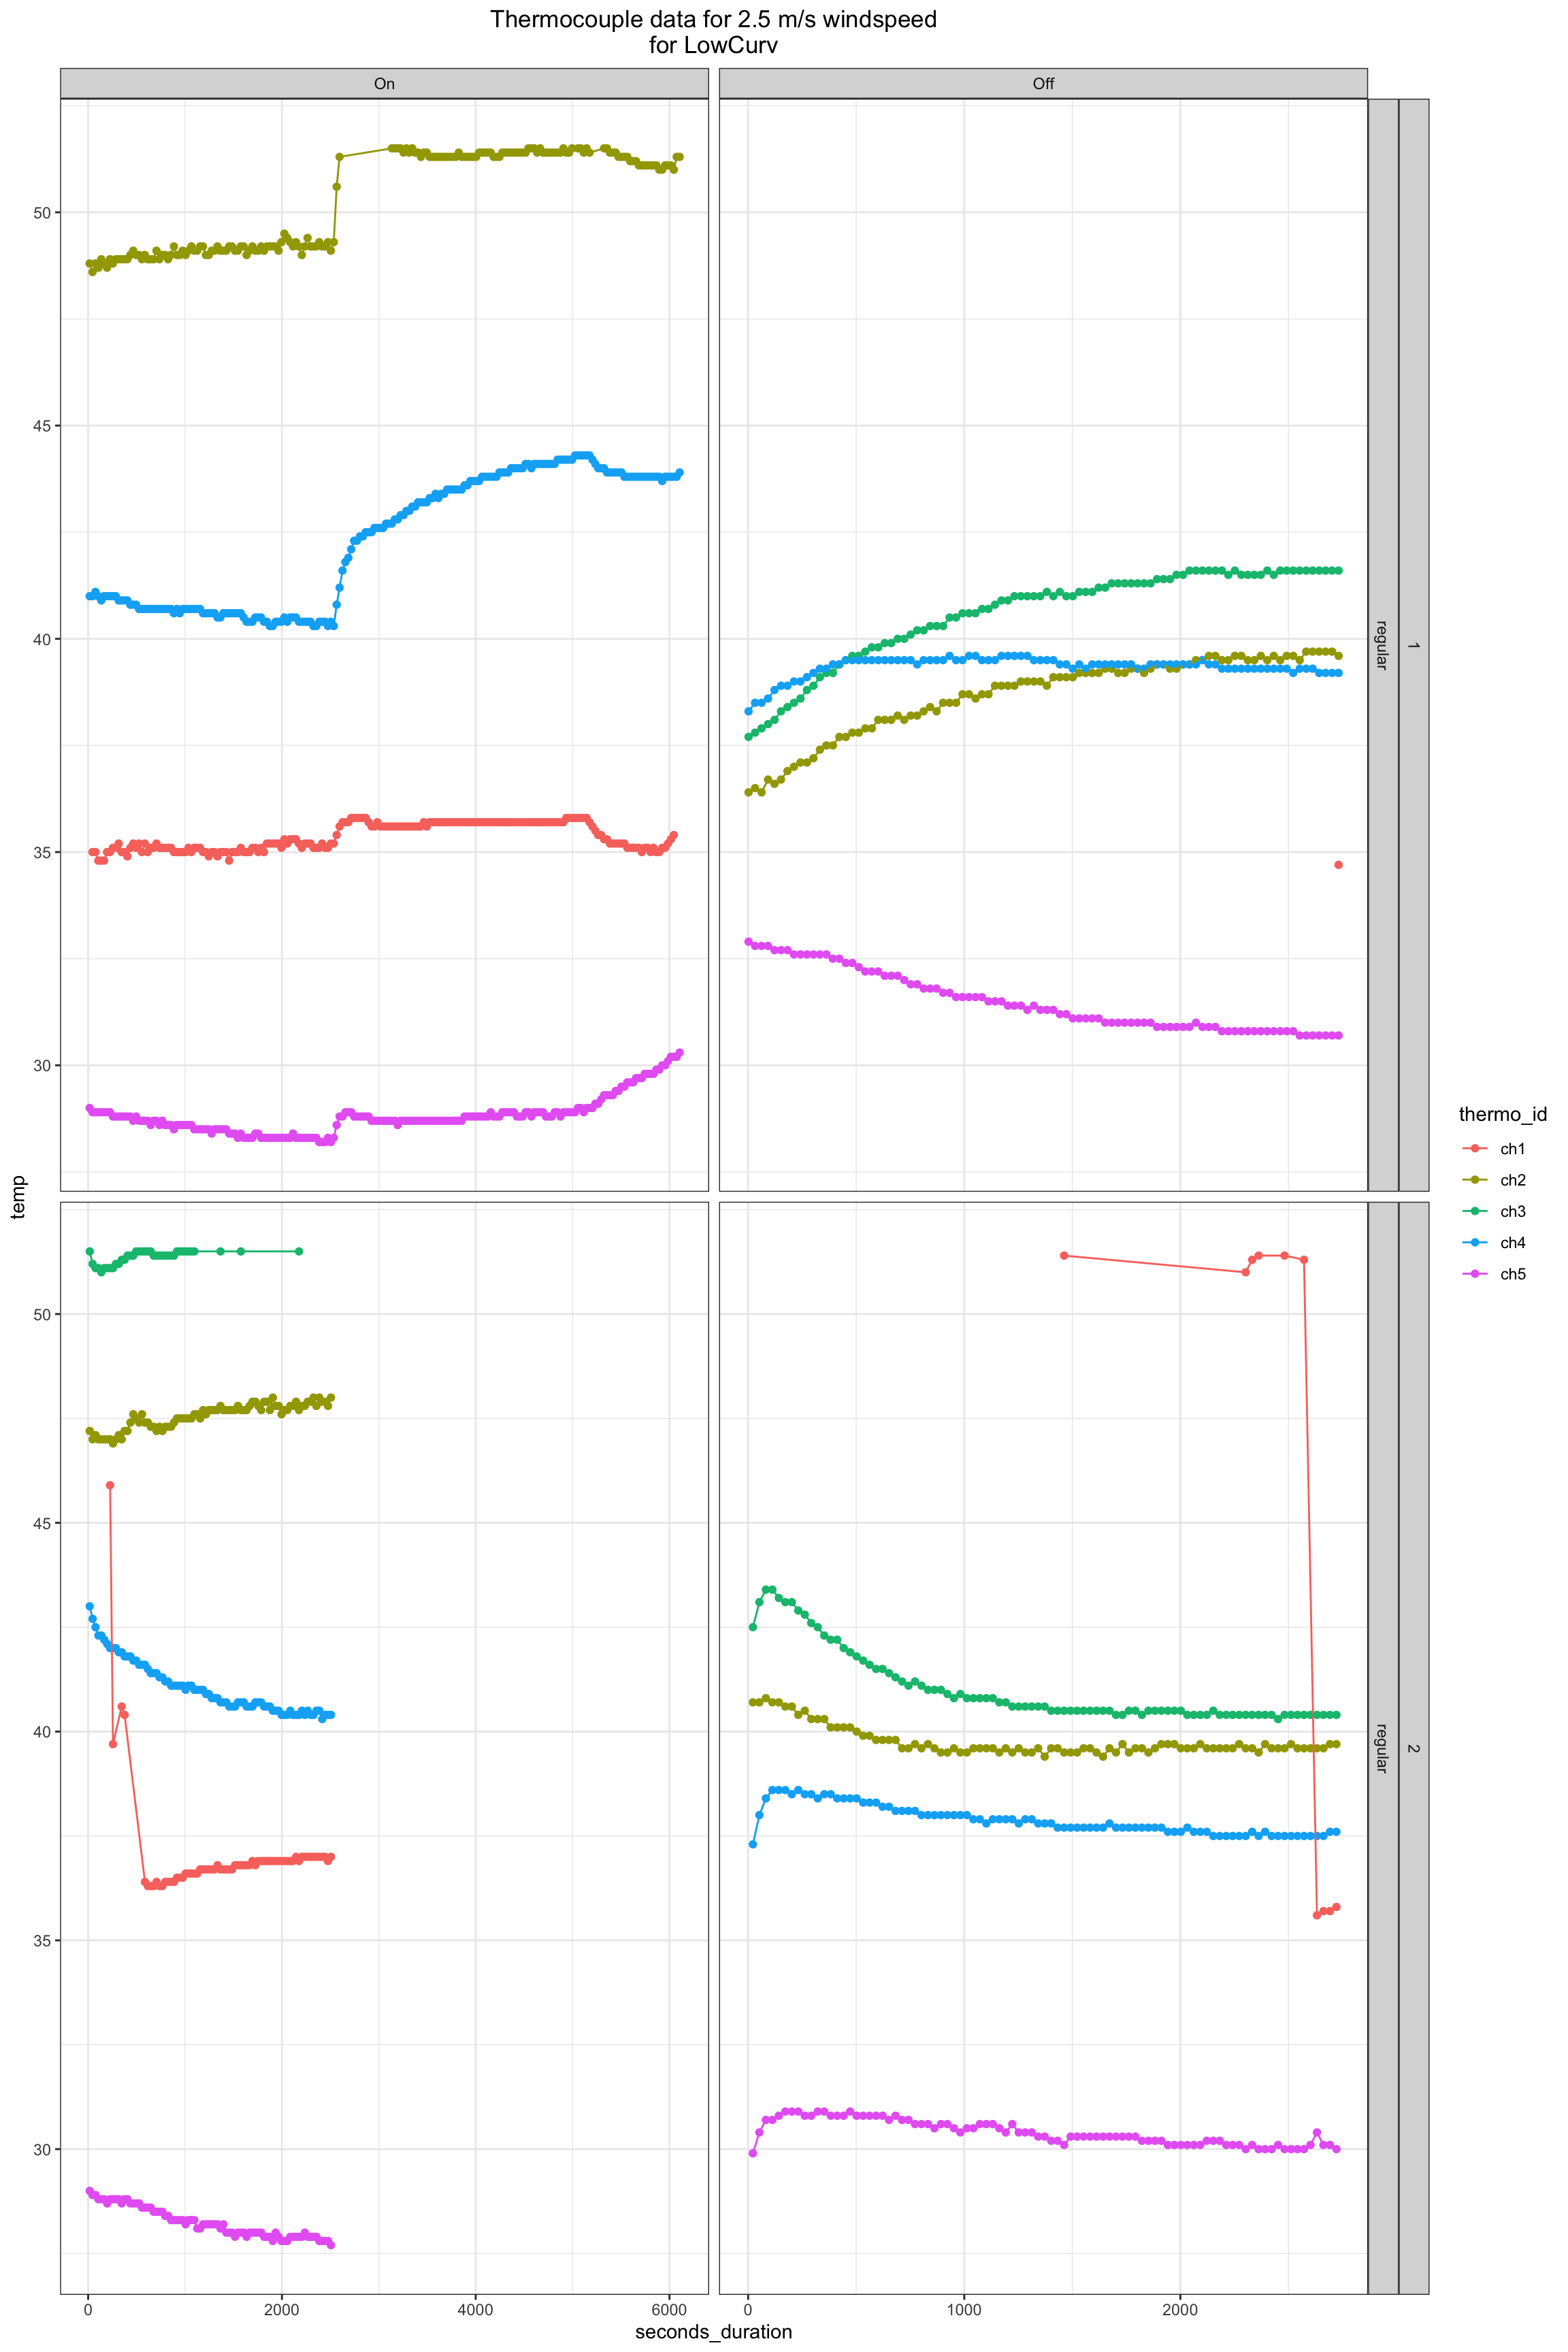 Thermocouple data for 2.5 m/s windspeed
for LowCurv
On
Off
50
45
40
35
30
regular
1
temp
50
45
40
35
30
regular
2
0
2000
4000
6000
0
1000
2000
seconds_duration
thermo_id
ch1
ch2
ch3
ch4
ch5